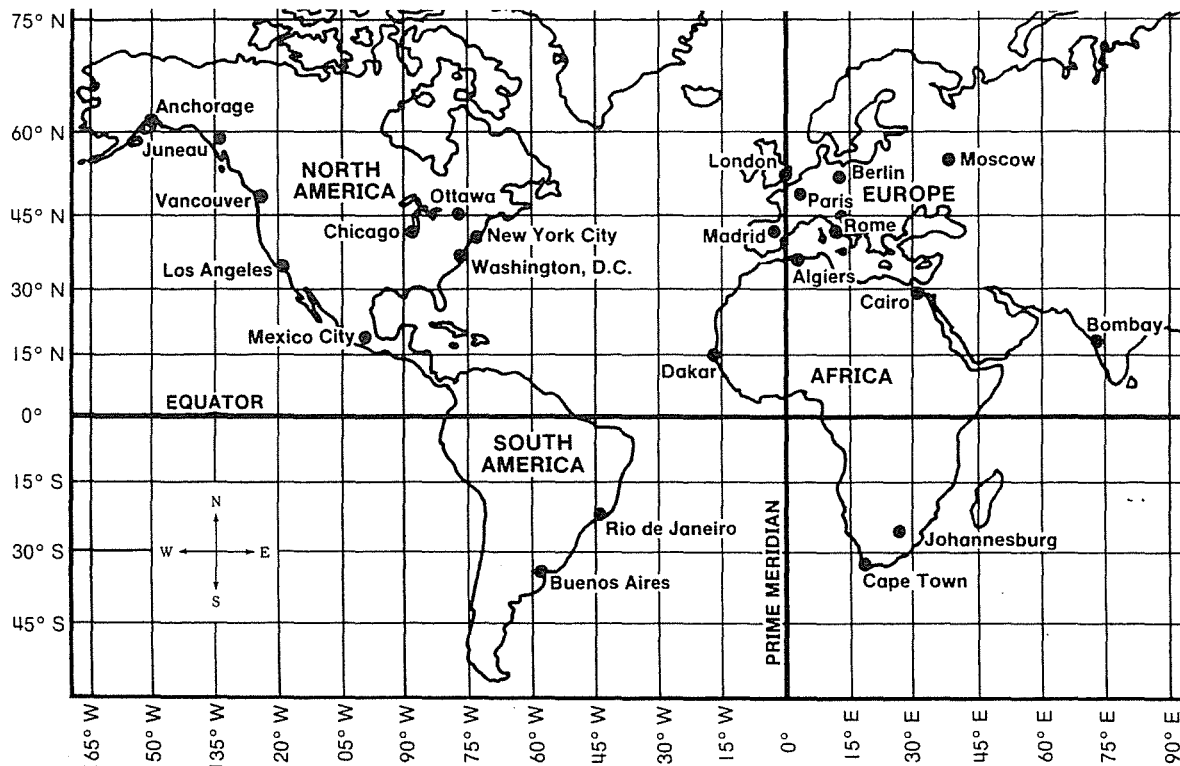 75° N
Anchorage
60° N
Juneau
London
Berlin
Moscow
NORTH
AMERICA
Ottawa
Vancouver
Paris
EUROPE
45° N
Chicago
New York City
Madrid
Rome
Los Angeles
Washington, D.C.
Algiers
30° N
Cairo
Mexico City
Bombay
15° N
Dakar
AFRICA
EQUATOR
0°
SOUTH
AMERICA
15° S
N
Rio de Janeiro
Johannesburg
W
E
30° S
Buenos Aires
Cape Town
S
45° S
PRIME MERIDIAN
65° W
50° W
135° W
20° W
05° W
90° W
75° W
60° W
45° W
30° W
15° W
0°
15° E
30° E
45° E
60° E
75° E
90° E